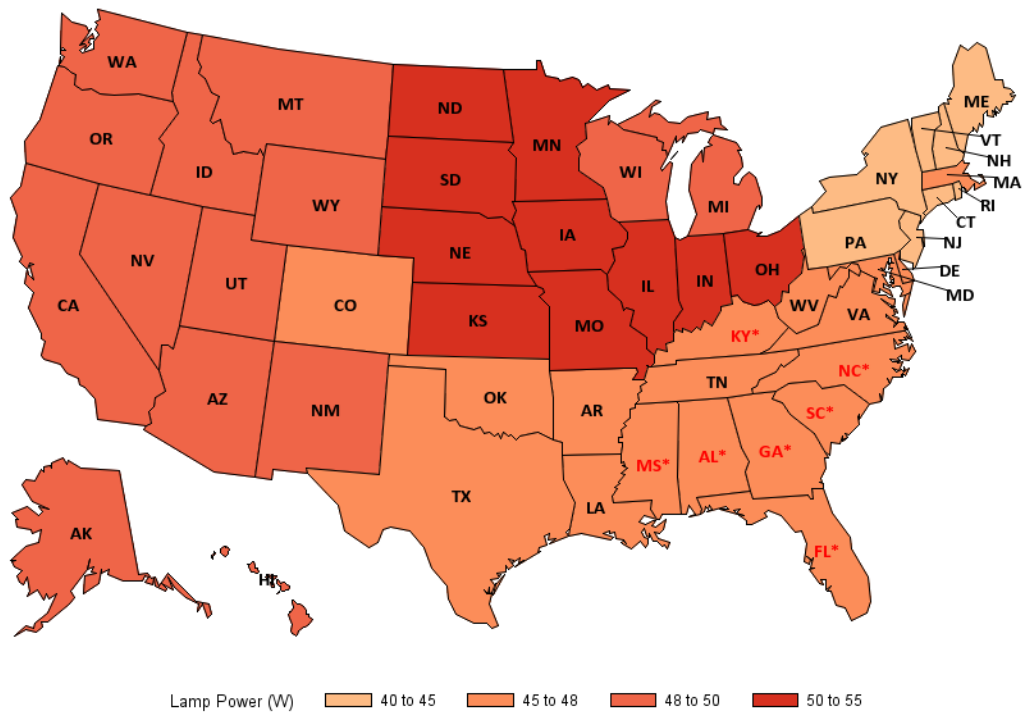 WA
MT
ND
ME
OR
MN
VT
ID
SD
WI
NH
WY
NY
MA
MI
RI
NV
NE
IA
PA
CT
NJ
UT
IL
IN
OH
DE
CA
CO
WV
MD
KS
MO
VA
KY*
NC*
AZ
NM
OK
AR
TN
SC*
MS*
AL*
GA*
TX
LA
AK
FL*
HI
Lamp Power (W) 40 to 45 45 to 48 48 to 50 50 to 55